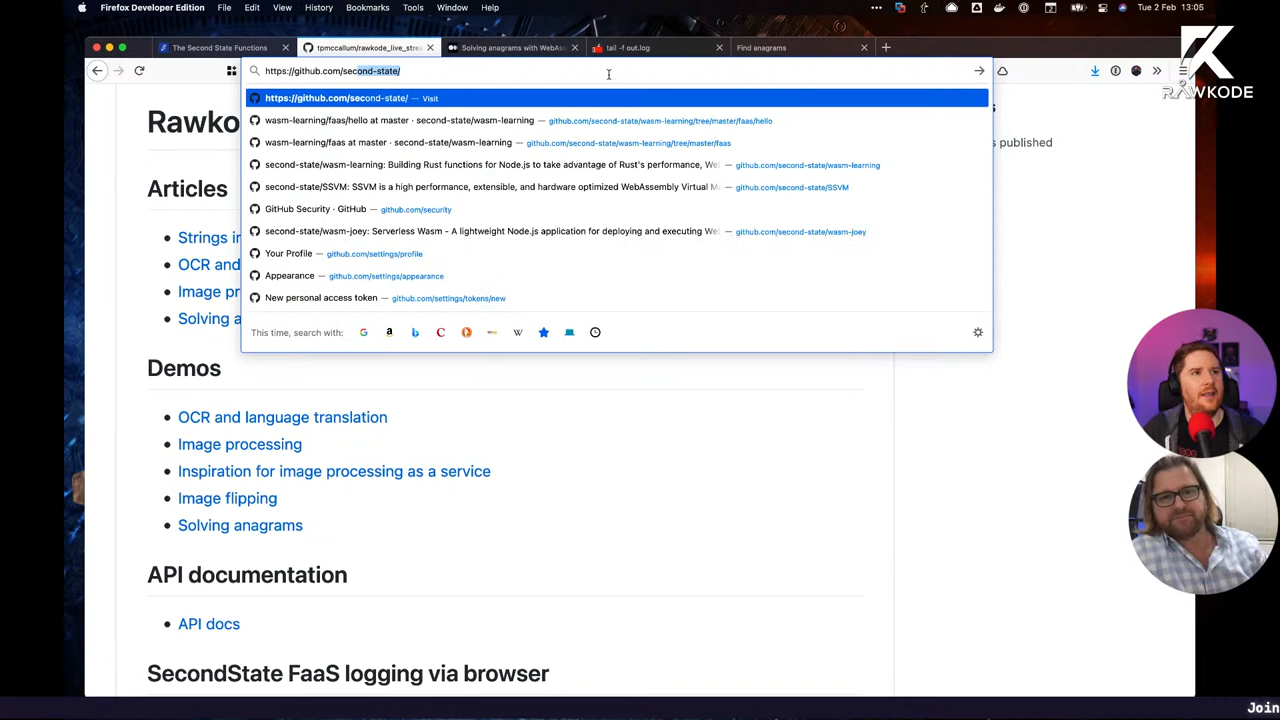 Firefox Developer Edition File Edit View History Bookmarks Tools Window Help Tue 2 Feb 13:05
The Second State Functions
tpmccallum/rawkode_live_stre
Solving anagrams with WebAs
tail -f out.log
Find anagrams
https://github.com/second-state/
RAWKODE
https://github.com/second-state/ — Visit
Rawko
wasm-learning/faas/hello at master · second-state/wasm-learning — github.com/second-state/wasm-learning/tree/master/faas/hello
wasm-learning/faas at master · second-state/wasm-learning — github.com/second-state/wasm-learning/tree/master/faas
s published
second-state/wasm-learning: Building Rust functions for Node.js to take advantage of Rust's performance, We — github.com/second-state/wasm-learning
Articles
second-state/SSVM: SSVM is a high performance, extensible, and hardware optimized WebAssembly Virtual M — github.com/second-state/SSVM
GitHub Security · GitHub — github.com/security
Strings i
second-state/wasm-joey: Serverless Wasm - A lightweight Node.js application for deploying and executing We — github.com/second-state/wasm-joey
Your Profile — github.com/settings/profile
OCR and
Appearance — github.com/settings/appearance
Image pr
New personal access token — github.com/settings/tokens/new
Solving a
This time, search with:
Demos
OCR and language translation
Image processing
Inspiration for image processing as a service
Image flipping
Solving anagrams
API documentation
API docs
SecondState FaaS logging via browser
Join